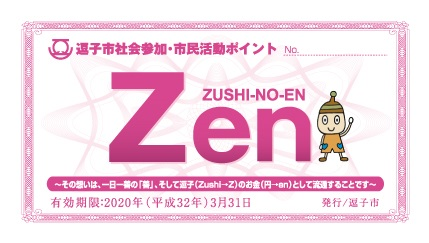 逗子市社会参加・市民活動ポイント No.
ZUSHI-NO-EN
Zen
～その想いは、一日一善の「善」、そして逗子(Zushi→Z)のお金(円→en)として流通することです～
有効期限:2020年(平成32年)3月31日 発行/逗子市